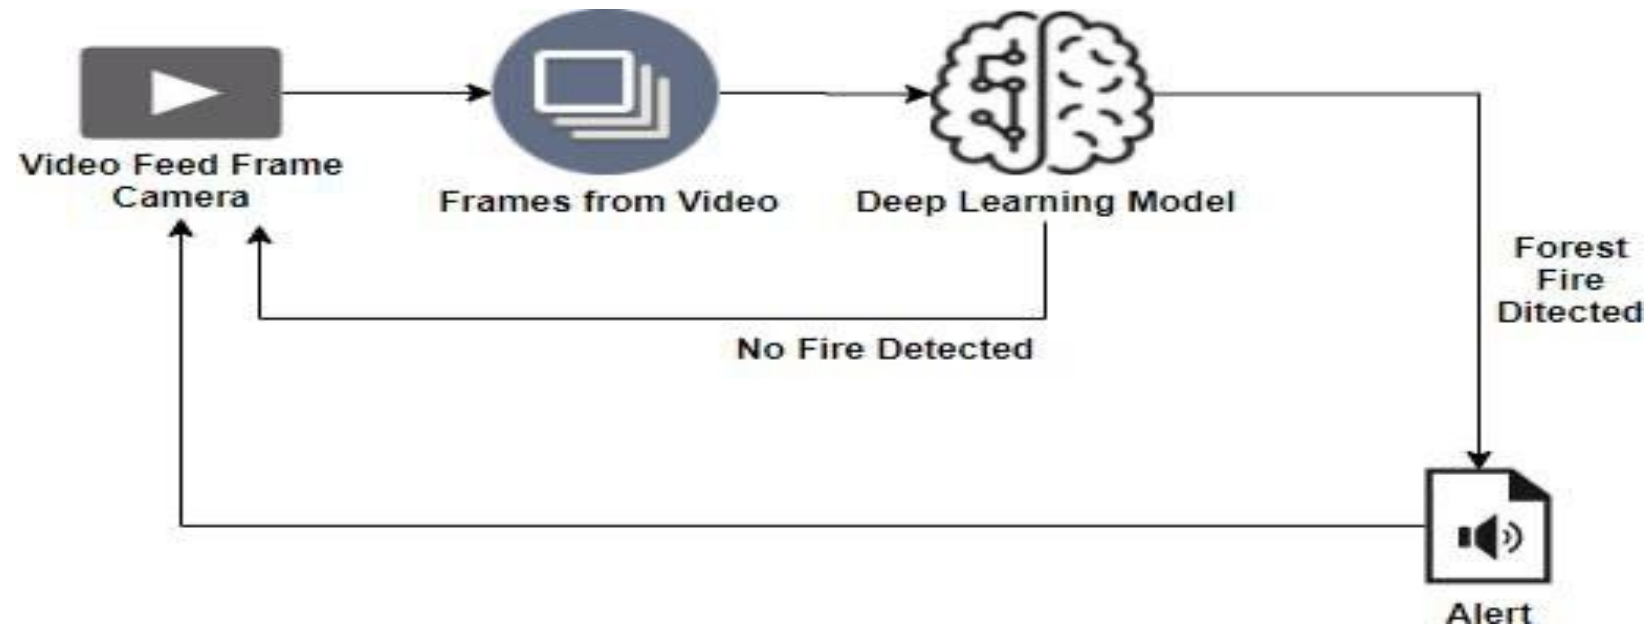 Video Feed Frame
Camera
Frames from Video
Deep Learning Model
Forest
Fire
Ditected
No Fire Detected
Alert